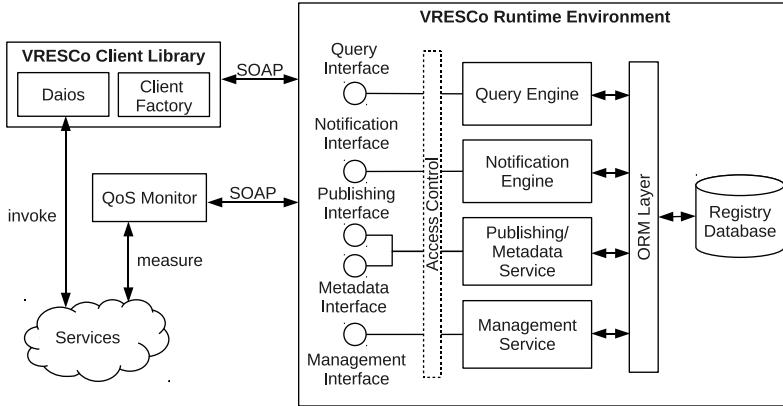 VRESCo Runtime Environment
VRESCo Client Library
Daios
Client
Factory
SOAP
Query
Interface
Query Engine
Notification
Interface
Notification
Engine
QoS Monitor
SOAP
Publishing
Interface
Publishing/
Metadata
Service
Metadata
Interface
Management
Interface
Management
Service
Access Control
ORM Layer
Registry
Database
invoke
measure
Services